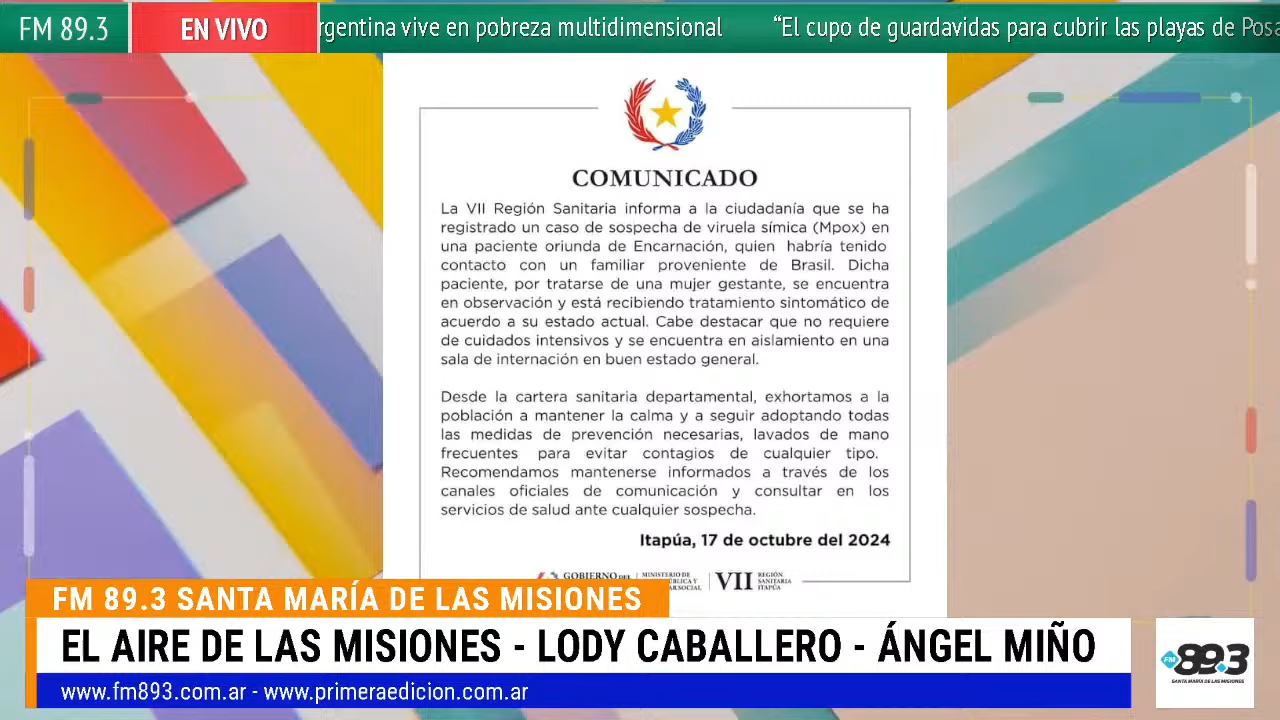 FM 89.3
EN VIVO
rgentina vive en pobreza multidimensional “El cupo de guardavidas para cubrir las playas de Posa
COMUNICADO
La VII Región Sanitaria informa a la ciudadanía que se ha
registrado un caso de sospecha de viruela símica (Mpox) en
una paciente oriunda de Encarnación, quien habría tenido
contacto con un familiar proveniente de Brasil. Dicha
paciente, por tratarse de una mujer gestante, se encuentra
en observación y está recibiendo tratamiento sintomático de
acuerdo a su estado actual. Cabe destacar que no requiere
de cuidados intensivos y se encuentra en aislamiento en una
sala de internación en buen estado general.
Desde la cartera sanitaria departamental, exhortamos a la
población a mantener la calma y a seguir adoptando todas
las medidas de prevención necesarias, lavados de mano
frecuentes para evitar contagios de cualquier tipo.
Recomendamos mantenerse informados a través de los
canales oficiales de comunicación y consultar en los
servicios de salud ante cualquier sospecha.
Itapúa, 17 de octubre del 2024
GOBIERNO DEL
MINISTERIO DE
VII
REGIÓN
SANITARIA
ITAPÚA
FM 89.3 SANTA MARÍA DE LAS MISIONES
EL AIRE DE LAS MISIONES - LODY CABALLERO - ÁNGEL MIÑO
www.fm893.com.ar - www.primeraedicion.com.ar
FM 89.3
SANTA MARÍA DE LAS MISIONES